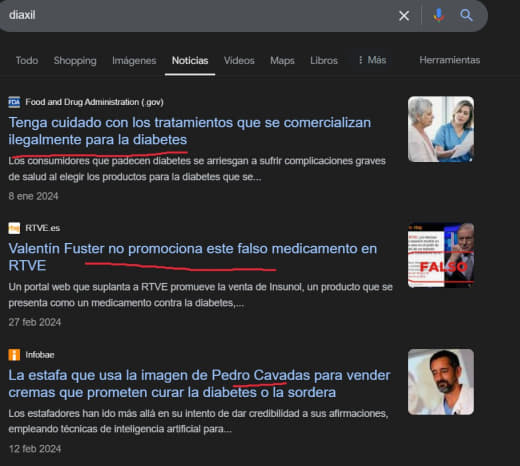 diaxil
Todo Shopping Imágenes Noticias Videos Maps Libros Más Herramientas
FDA Food and Drug Administration (.gov)
Tenga cuidado con los tratamientos que se comercializan
ilegalmente para la diabetes
Los consumidores que padecen diabetes se arriesgan a sufrir complicaciones graves
de salud al elegir los productos para la diabetes que se...
8 ene 2024
RTVE.es
Valentín Fuster no promociona este falso medicamento en
RTVE
Un portal web que suplanta a RTVE promueve la venta de Insunol, un producto que se
presenta como un medicamento contra la diabetes,...
FALSO
27 feb 2024
Infobae
La estafa que usa la imagen de Pedro Cavadas para vender
cremas que prometen curar la diabetes o la sordera
Los estafadores han ido más allá en su intento de dar credibilidad a sus afirmaciones,
empleando técnicas de inteligencia artificial para...
12 feb 2024